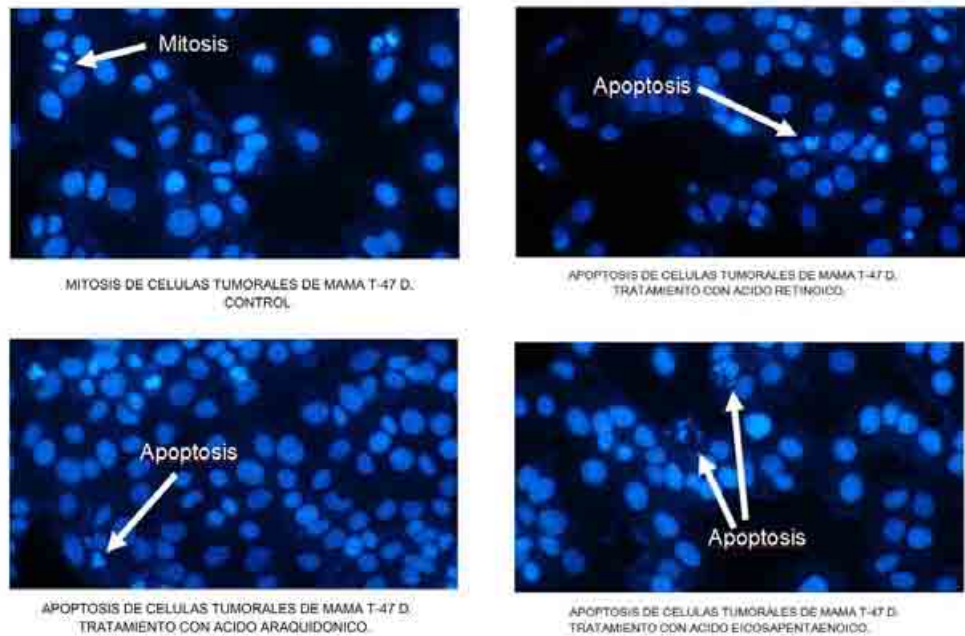 Mitosis
MITOSIS DE CELULAS TUMORALES DE MAMA T-47 D.
CONTROL
Apoptosis
APOPTOSIS DE CELULAS TUMORALES DE MAMA T-47 D.
TRATAMIENTO CON ACIDO RETINOICO.
Apoptosis
APOPTOSIS DE CELULAS TUMORALES DE MAMA T-47 D.
TRATAMIENTO CON ACIDO ARAQUIDONICO.
Apoptosis
APOPTOSIS DE CELULAS TUMORALES DE MAMA T-47 D.
TRATAMIENTO CON ACIDO EICOSAPENTAENOICO.